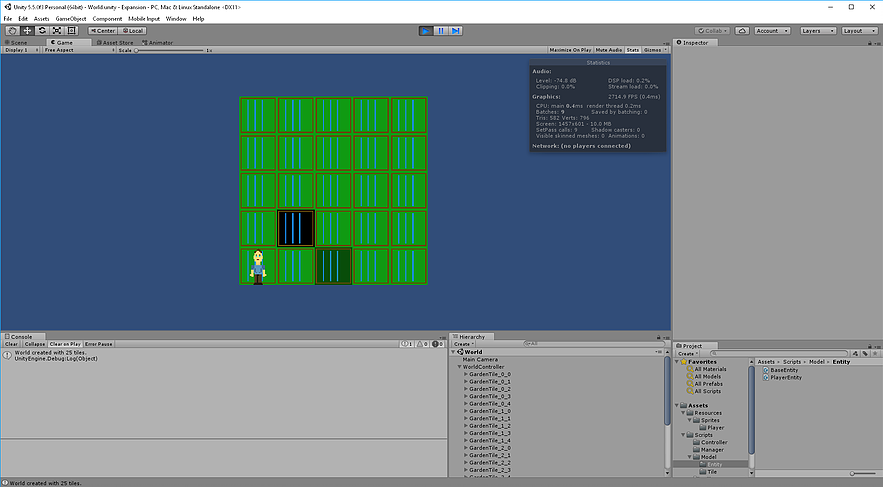 Unity 5.5.0f3 Personal (64bit) - World.unity - Expansion - PC, Mac & Linux Standalone <DX11>
File Edit Assets GameObject Component Mobile Input Window Help
Center Local Collab Account Layers Layout
Scene Game Asset Store Animator Inspector
Display 1 Free Aspect Scale 1x Maximize On Play Mute Audio Stats Gizmos
Statistics
Audio:
Level: -74.8 dB DSP load: 0.2%
Clipping: 0.0% Stream load: 0.0%
Graphics: 2714.9 FPS (0.4ms)
CPU: main 0.4ms render thread 0.2ms
Batches: 9 Saved by batching: 0
Tris: 582 Verts: 796
Screen: 1457x601 - 10.0 MB
SetPass calls: 9 Shadow casters: 0
Visible skinned meshes: 0 Animations: 0
Network: (no players connected)
Console
Clear Collapse Clear on Play Error Pause 1 0 0
World created with 25 tiles.
UnityEngine.Debug:Log(Object)
Hierarchy
Create All
World
Main Camera
WorldController
GardenTile_0_0
GardenTile_0_1
GardenTile_0_2
GardenTile_0_3
GardenTile_0_4
GardenTile_1_0
GardenTile_1_1
GardenTile_1_2
GardenTile_1_3
GardenTile_1_4
GardenTile_2_0
GardenTile_2_1
GardenTile_2_2
GardenTile_2_3
GardenTile_2_4
Project
Create
Favorites
All Materials
All Models
All Prefabs
All Scripts
Assets
Resources
Sprites
Player
Scripts
Controller
Manager
Model
Entity
Tile
Assets Scripts Model Entity
BaseEntity
PlayerEntity
World created with 25 tiles.